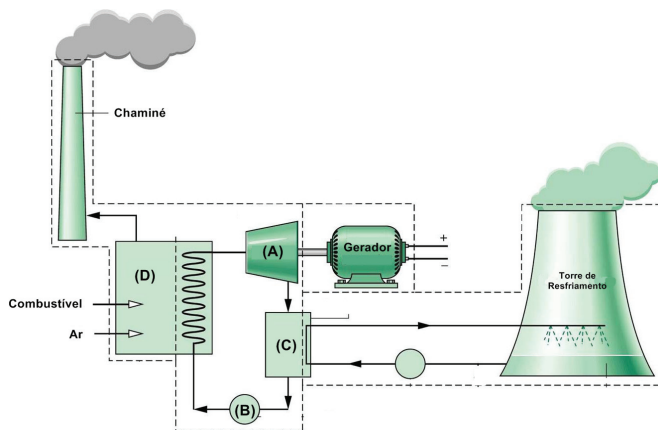 Chaminé
(D)
Combustível
Ar
(A)
Gerador
+
−
(C)
(B)
Torre de
Resfriamento